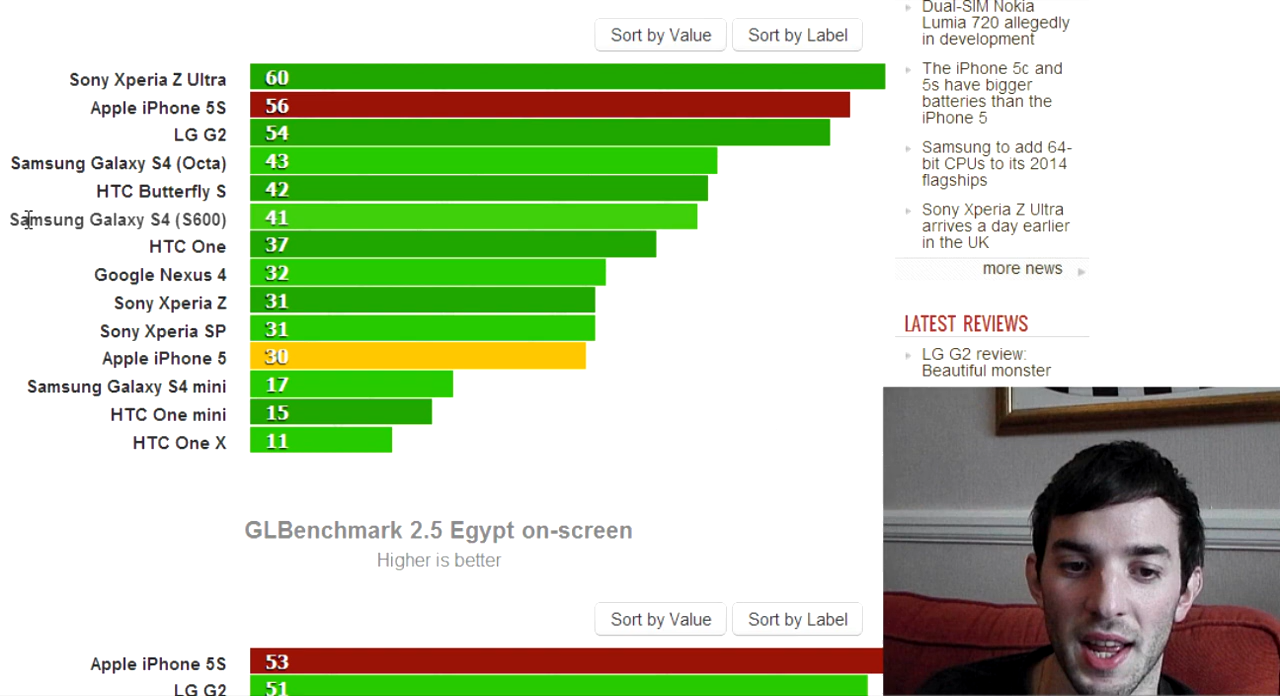 Sort by Value
Sort by Label
Sony Xperia Z Ultra 60
Apple iPhone 5S 56
LG G2 54
Samsung Galaxy S4 (Octa) 43
HTC Butterfly S 42
Samsung Galaxy S4 (S600) 41
HTC One 37
Google Nexus 4 32
Sony Xperia Z 31
Sony Xperia SP 31
Apple iPhone 5 30
Samsung Galaxy S4 mini 17
HTC One mini 15
HTC One X 11
GLBenchmark 2.5 Egypt on-screen
Higher is better
Sort by Value
Sort by Label
Apple iPhone 5S 53
LG G2 51
Dual-SIM Nokia
Lumia 720 allegedly
in development
The iPhone 5c and
5s have bigger
batteries than the
iPhone 5
Samsung to add 64-
bit CPUs to its 2014
flagships
Sony Xperia Z Ultra
arrives a day earlier
in the UK
more news
LATEST REVIEWS
LG G2 review:
Beautiful monster